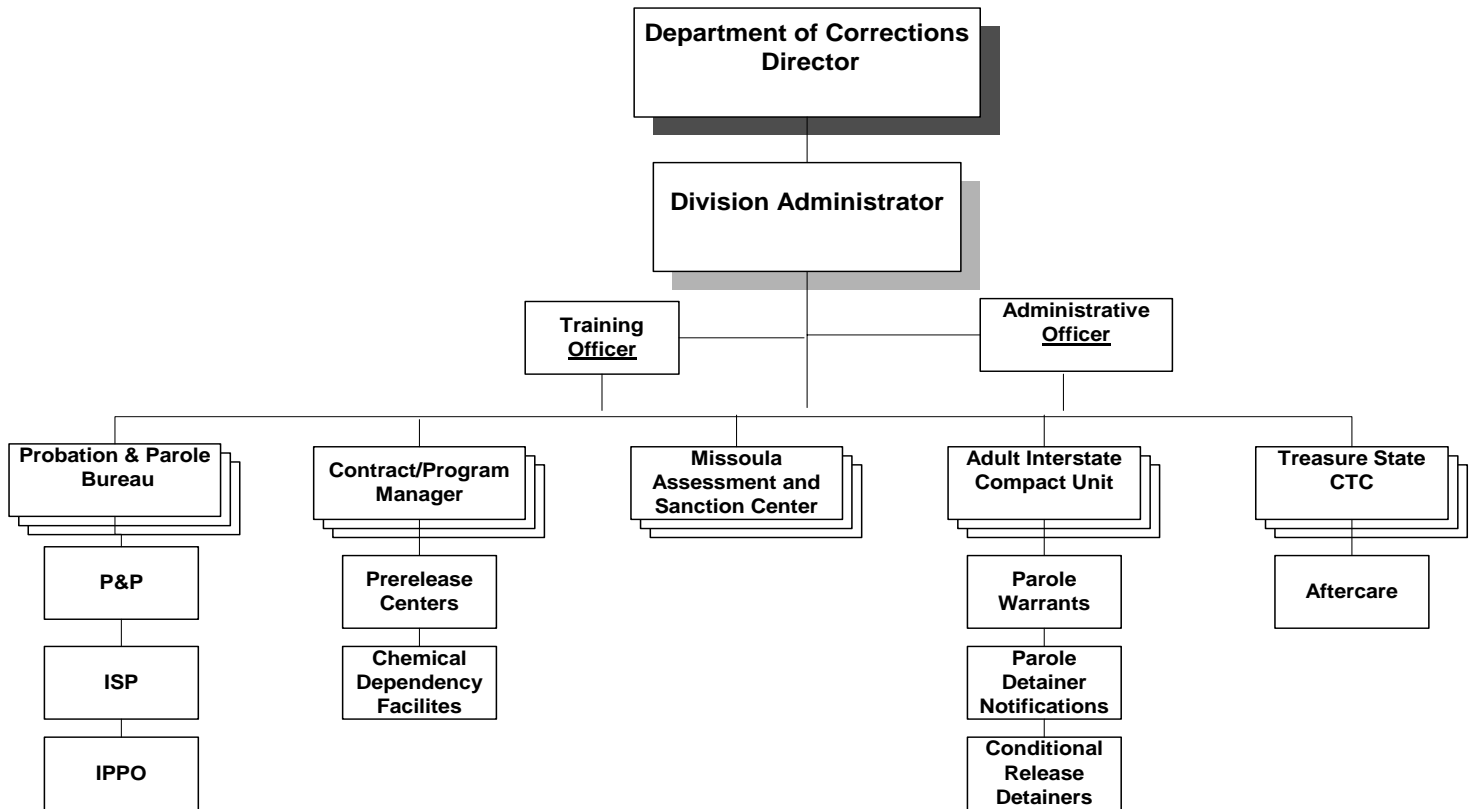 Department of Corrections
Director
Division Administrator
Training
Officer
Administrative
Officer
Probation & Parole
Bureau
Contract/Program
Manager
Missoula
Assessment and
Sanction Center
Adult Interstate
Compact Unit
Treasure State
CTC
P&P
Prerelease
Centers
Parole
Warrants
Aftercare
ISP
Chemical
Dependency
Facilites
Parole
Detainer
Notifications
IPPO
Conditional
Release
Detainers